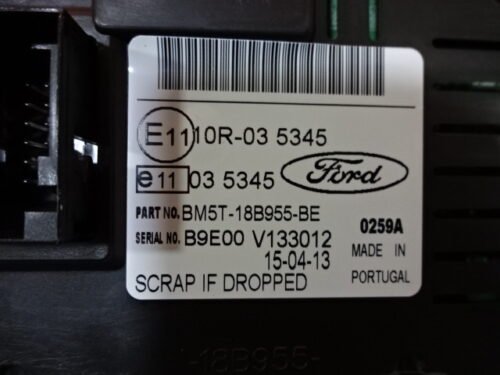 E11 10R-03 5345
e11 03 5345
Ford
PART NO. BM5T-18B955-BE
SERIAL NO. B9E00 V133012
0259A
15-04-13
MADE IN
PORTUGAL
SCRAP IF DROPPED
-18B955-